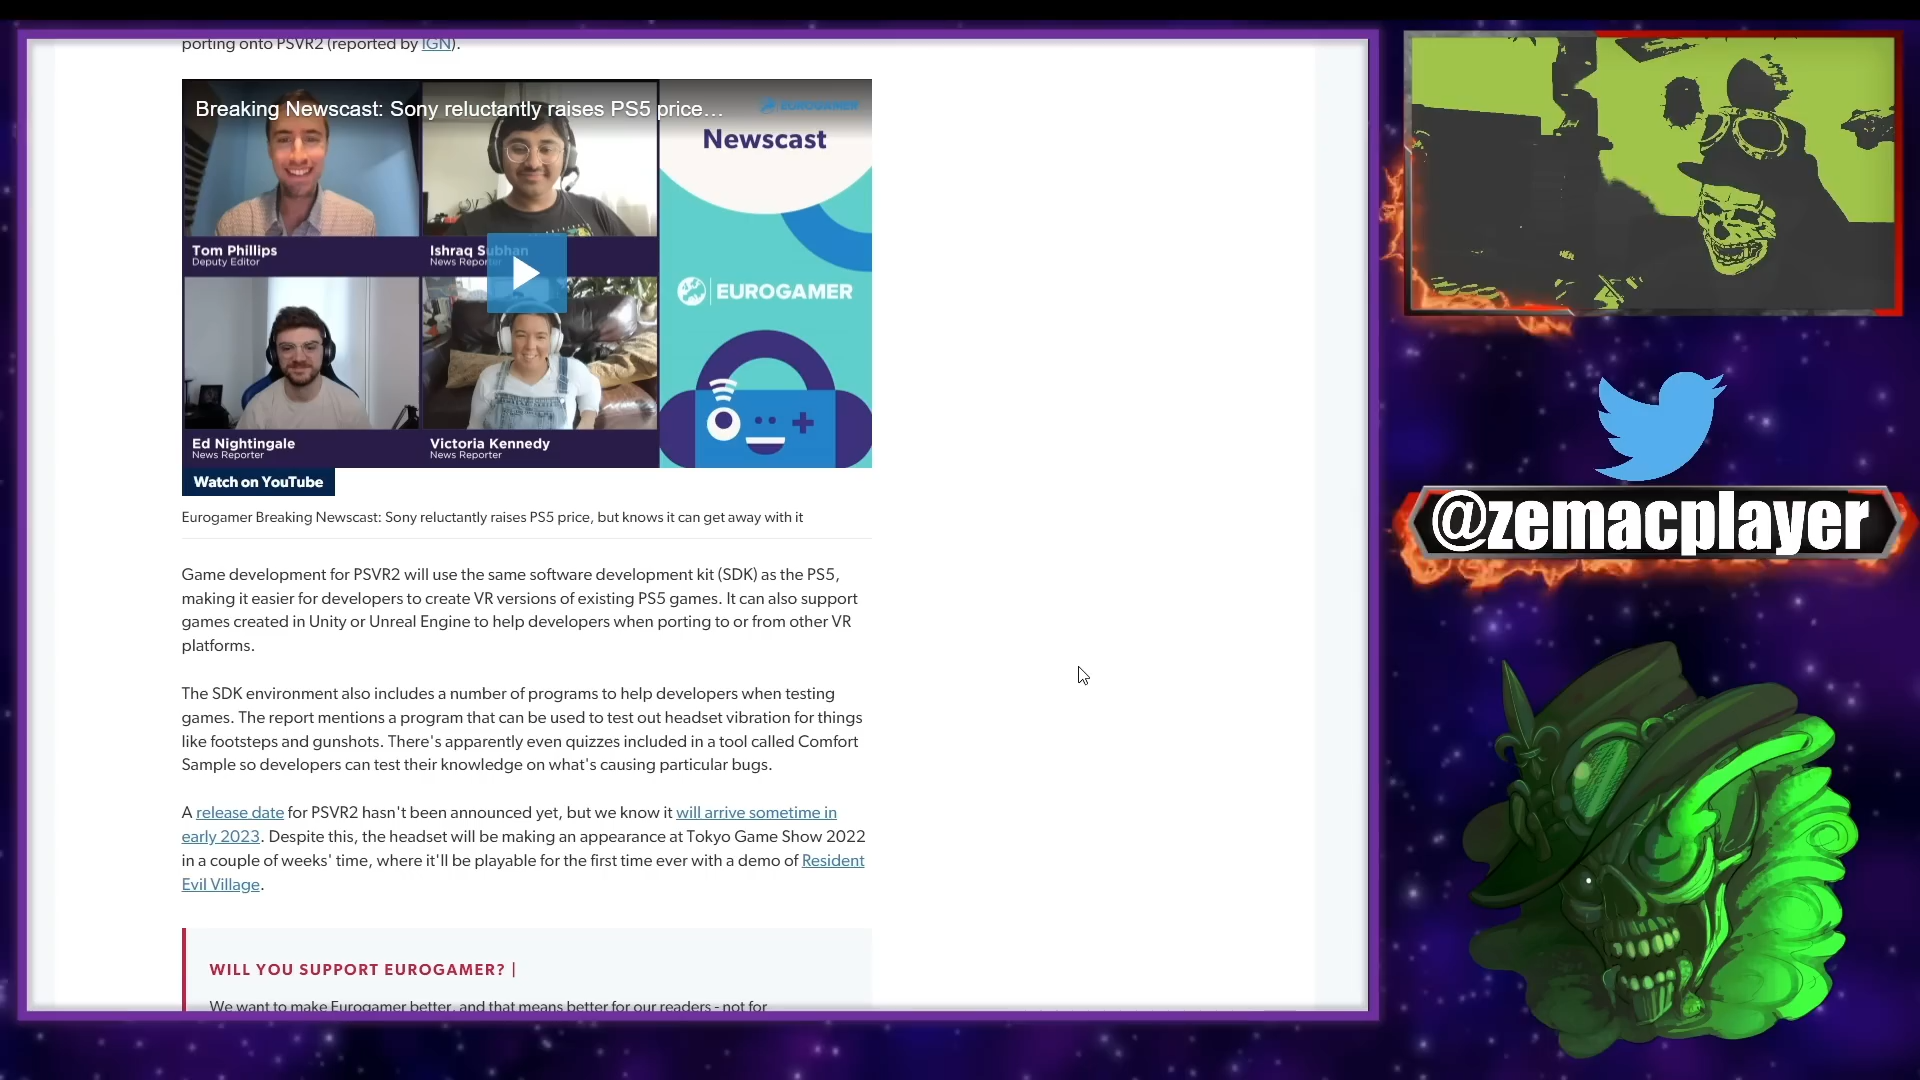 porting onto PSVR2 (reported by IGN).
Breaking Newscast: Sony reluctantly raises PS5 price...
EUROGAMER
Newscast
Tom Phillips
Deputy Editor
Ishraq Subhan
News Reporter
EUROGAMER
Ed Nightingale
News Reporter
Victoria Kennedy
News Reporter
Watch on YouTube
Eurogamer Breaking Newscast: Sony reluctantly raises PS5 price, but knows it can get away with it
Game development for PSVR2 will use the same software development kit (SDK) as the PS5,
making it easier for developers to create VR versions of existing PS5 games. It can also support
games created in Unity or Unreal Engine to help developers when porting to or from other VR
platforms.
The SDK environment also includes a number of programs to help developers when testing
games. The report mentions a program that can be used to test out headset vibration for things
like footsteps and gunshots. There's apparently even quizzes included in a tool called Comfort
Sample so developers can test their knowledge on what's causing particular bugs.
A release date for PSVR2 hasn't been announced yet, but we know it will arrive sometime in
early 2023. Despite this, the headset will be making an appearance at Tokyo Game Show 2022
in a couple of weeks' time, where it'll be playable for the first time ever with a demo of Resident
Evil Village.
WILL YOU SUPPORT EUROGAMER? |
We want to make Eurogamer better, and that means better for our readers - not for
@zemacplayer